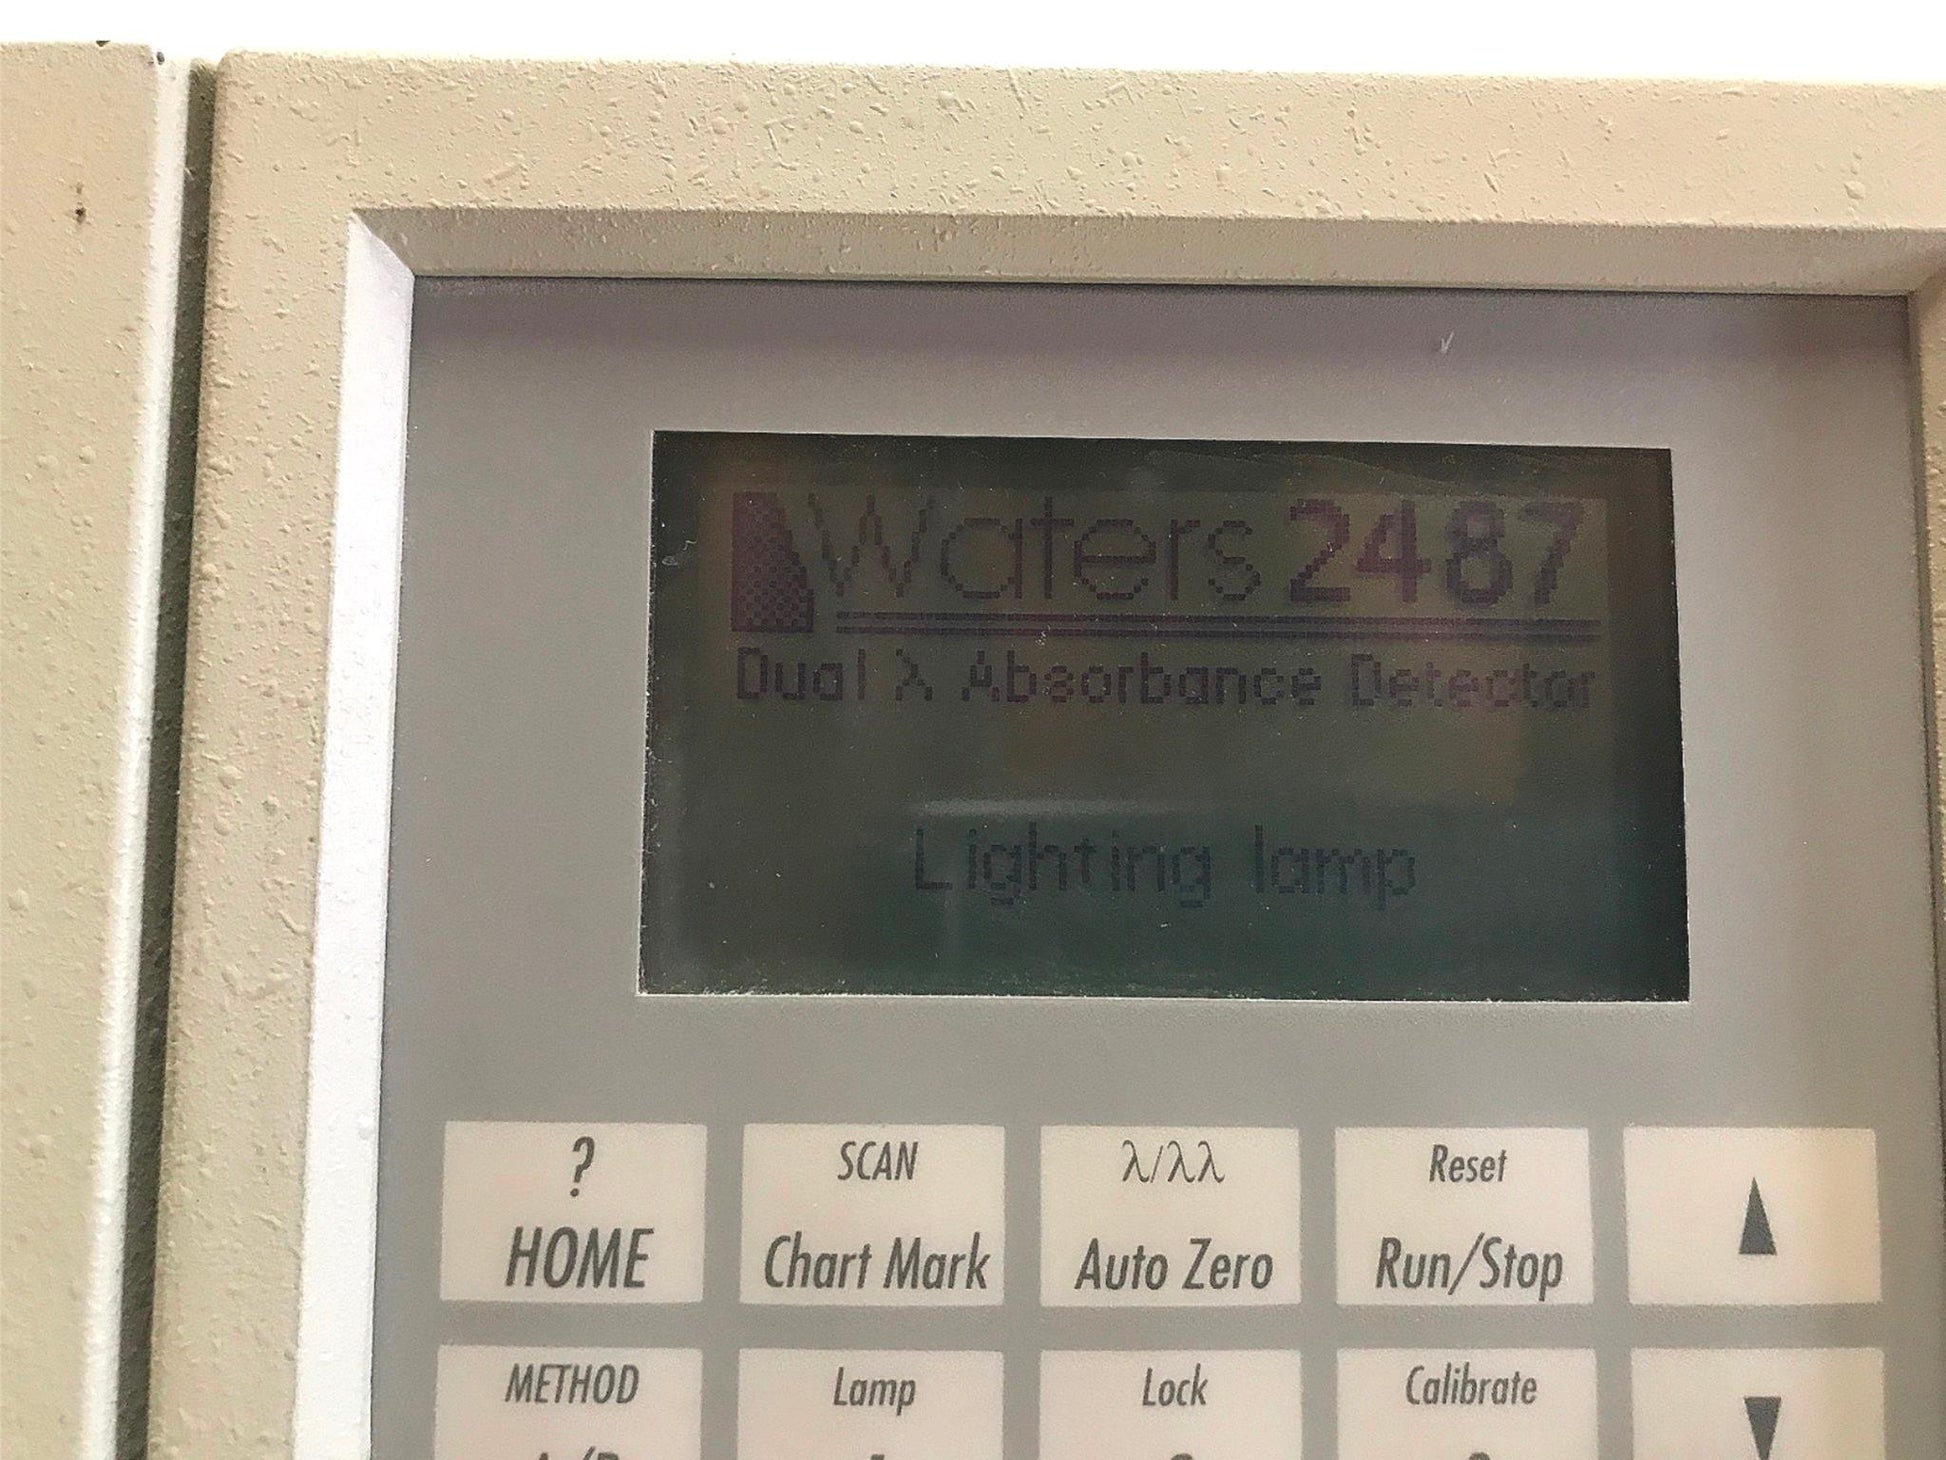 Waters 2487
Dual λ Absorbance Detector
Lighting lamp
? SCAN λ/λλ Reset
HOME Chart Mark Auto Zero Run/Stop ▲
METHOD Lamp Lock Calibrate ▼